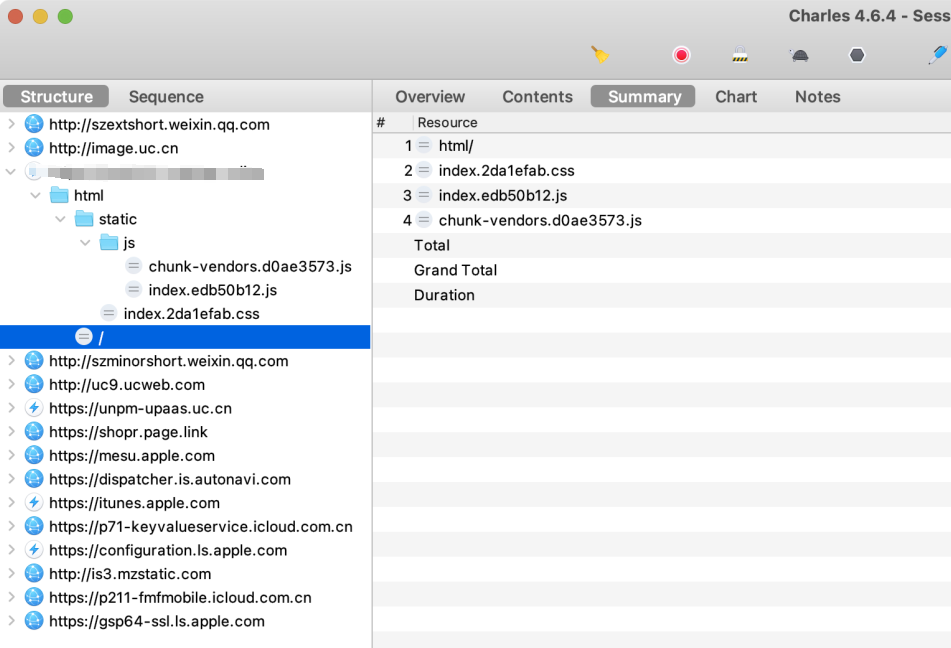 Charles 4.6.4 - Sess
Structure Sequence
Overview Contents Summary Chart Notes
http://szextshort.weixin.qq.com
http://image.uc.cn
html
static
js
chunk-vendors.d0ae3573.js
index.edb50b12.js
index.2da1efab.css
/
http://szminorshort.weixin.qq.com
http://uc9.ucweb.com
https://unpm-upaas.uc.cn
https://shopr.page.link
https://mesu.apple.com
https://dispatcher.is.autonavi.com
https://itunes.apple.com
https://p71-keyvalueservice.icloud.com.cn
https://configuration.ls.apple.com
http://is3.mzstatic.com
https://p211-fmfmobile.icloud.com.cn
https://gsp64-ssl.ls.apple.com
# Resource
1 html/
2 index.2da1efab.css
3 index.edb50b12.js
4 chunk-vendors.d0ae3573.js
Total
Grand Total
Duration